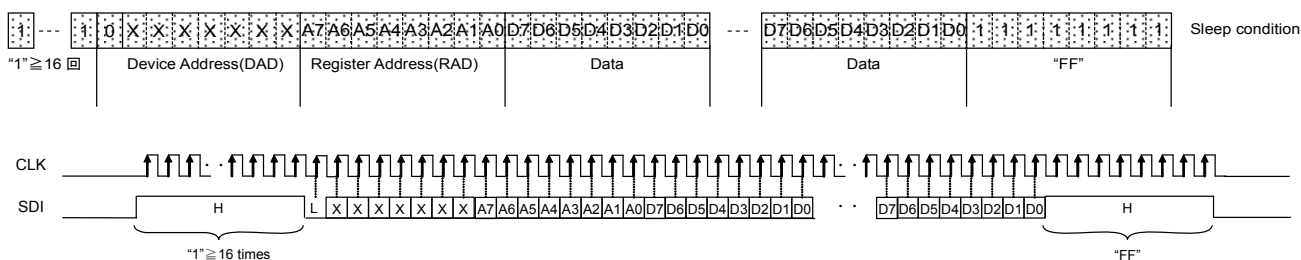 1 --- 1 0 X X X X X X X A7 A6 A5 A4 A3 A2 A1 A0 D7 D6 D5 D4 D3 D2 D1 D0 --- D7 D6 D5 D4 D3 D2 D1 D0 1 1 1 1 1 1 1 1 Sleep condition
“1”≧16 回 Device Address(DAD) Register Address(RAD) Data Data “FF”
CLK
SDI H L X X X X X X X A7 A6 A5 A4 A3 A2 A1 A0 D7 D6 D5 D4 D3 D2 D1 D0 · · D7 D6 D5 D4 D3 D2 D1 D0 H
“1”≧16 times “FF”